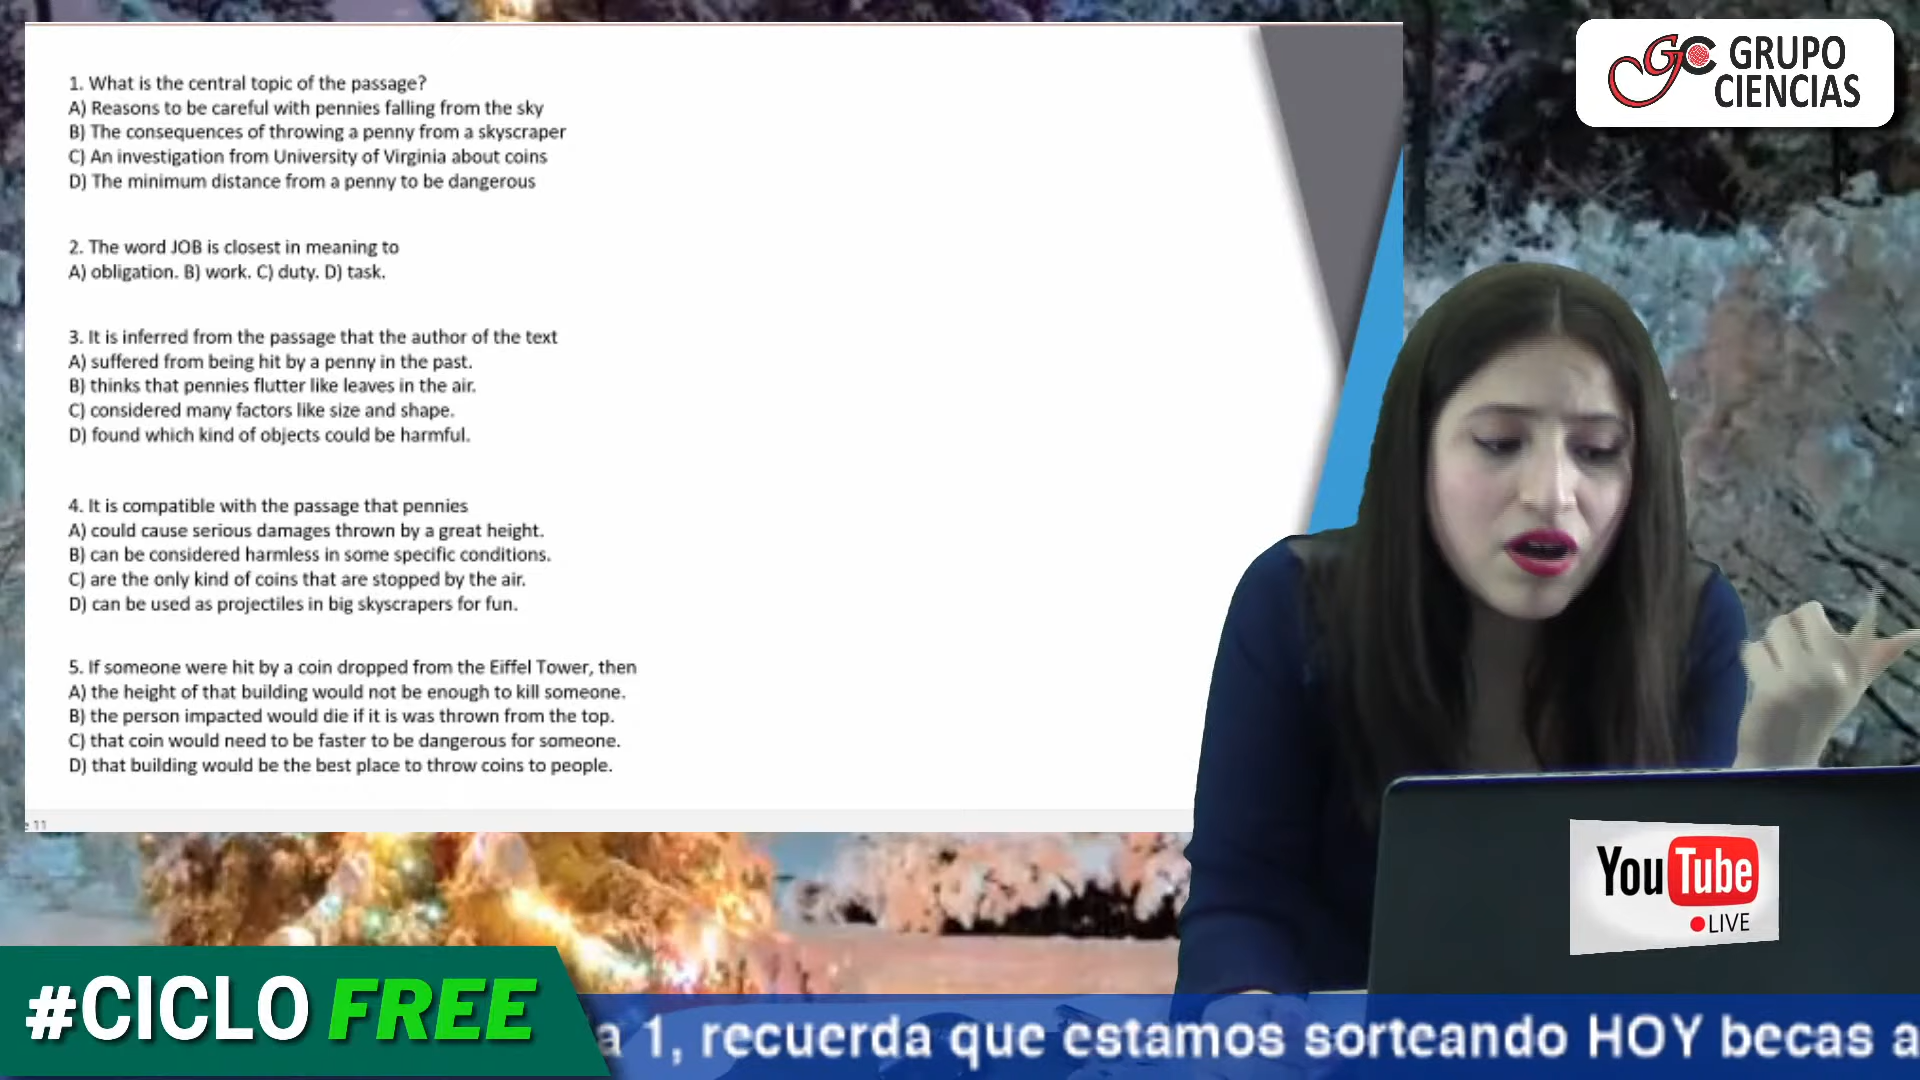 1. What is the central topic of the passage?
A) Reasons to be careful with pennies falling from the sky
B) The consequences of throwing a penny from a skyscraper
C) An investigation from University of Virginia about coins
D) The minimum distance from a penny to be dangerous
2. The word JOB is closest in meaning to
A) obligation. B) work. C) duty. D) task.
3. It is inferred from the passage that the author of the text
A) suffered from being hit by a penny in the past.
B) thinks that pennies flutter like leaves in the air.
C) considered many factors like size and shape.
D) found which kind of objects could be harmful.
4. It is compatible with the passage that pennies
A) could cause serious damages thrown by a great height.
B) can be considered harmless in some specific conditions.
C) are the only kind of coins that are stopped by the air.
D) can be used as projectiles in big skyscrapers for fun.
5. If someone were hit by a coin dropped from the Eiffel Tower, then
A) the height of that building would not be enough to kill someone.
B) the person impacted would die if it is was thrown from the top.
C) that coin would need to be faster to be dangerous for someone.
D) that building would be the best place to throw coins to people.
11
GC GRUPO
CIENCIAS
YouTube
LIVE
#CICLO FREE
a 1, recuerda que estamos sorteando HOY becas a